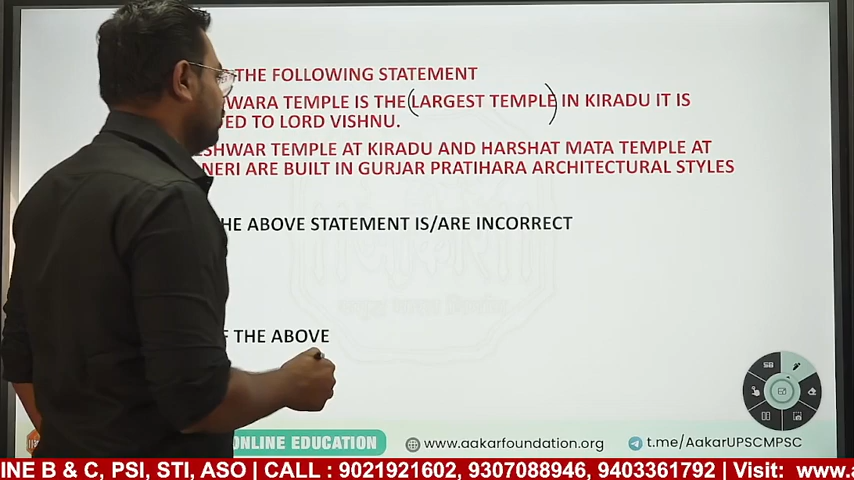 THE FOLLOWING STATEMENT
WARA TEMPLE IS THE (LARGEST TEMPLE) IN KIRADU IT IS
ED TO LORD VISHNU.
ESHWAR TEMPLE AT KIRADU AND HARSHAT MATA TEMPLE AT
NERI ARE BUILT IN GURJAR PRATIHARA ARCHITECTURAL STYLES
HE ABOVE STATEMENT IS/ARE INCORRECT
F THE ABOVE
SB
ONLINE EDUCATION www.aakarfoundation.org t.me/AakarUPSCMPSC
INE B & C, PSI, STI, ASO | CALL : 9021921602, 9307088946, 9403361792 | Visit: www.a